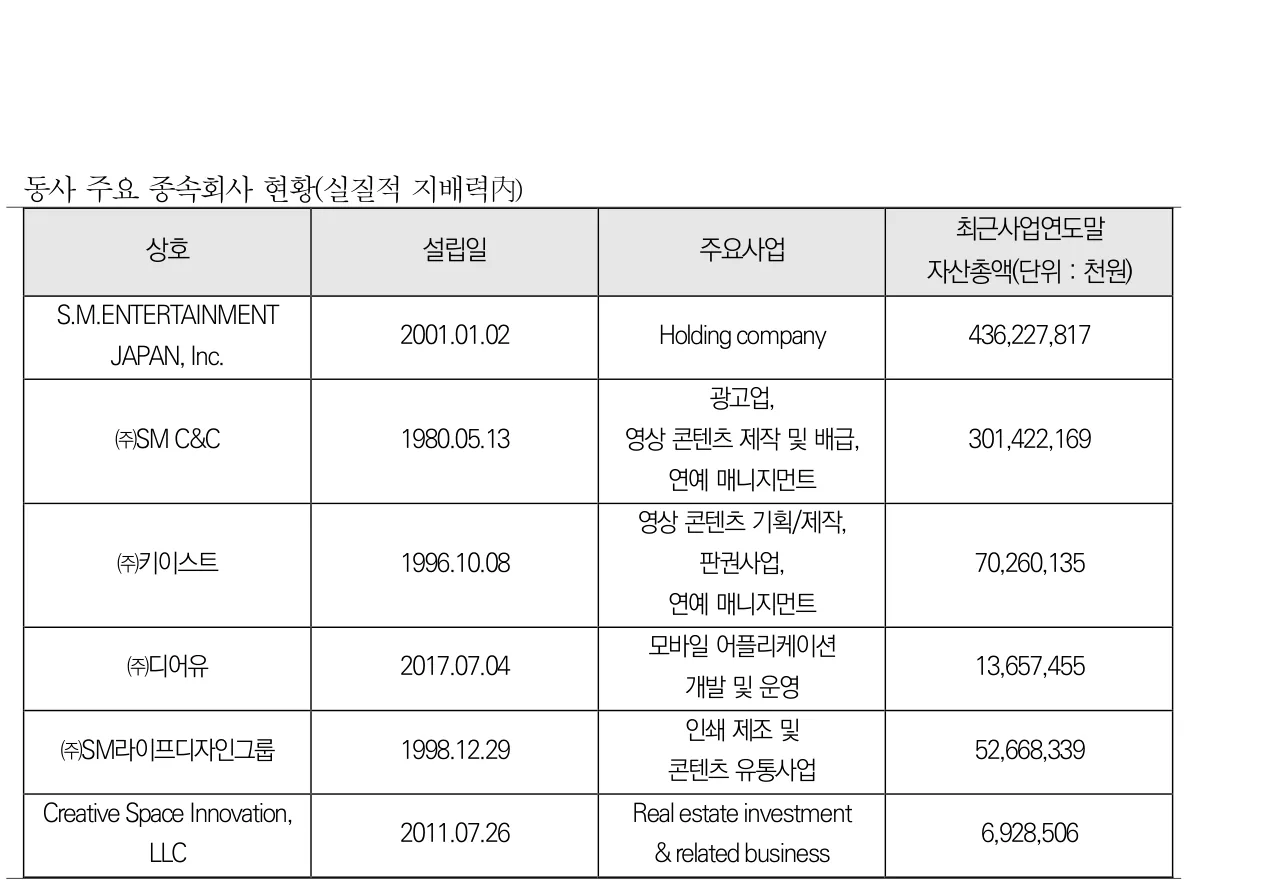 동사 주요 종속회사 현황(실질적 지배력內)
상호
설립일
주요사업
최근사업연도말
자산총액(단위 : 천원)
S.M.ENTERTAINMENT
JAPAN, Inc.
2001.01.02
Holding company
436,227,817
㈜SM C&C
1980.05.13
광고업,
영상 콘텐츠 제작 및 배급,
연예 매니지먼트
301,422,169
㈜키이스트
1996.10.08
영상 콘텐츠 기획/제작,
판권사업,
연예 매니지먼트
70,260,135
㈜디어유
2017.07.04
모바일 어플리케이션
개발 및 운영
13,657,455
㈜SM라이프디자인그룹
1998.12.29
인쇄 제조 및
콘텐츠 유통사업
52,668,339
Creative Space Innovation,
LLC
2011.07.26
Real estate investment
& related business
6,928,506